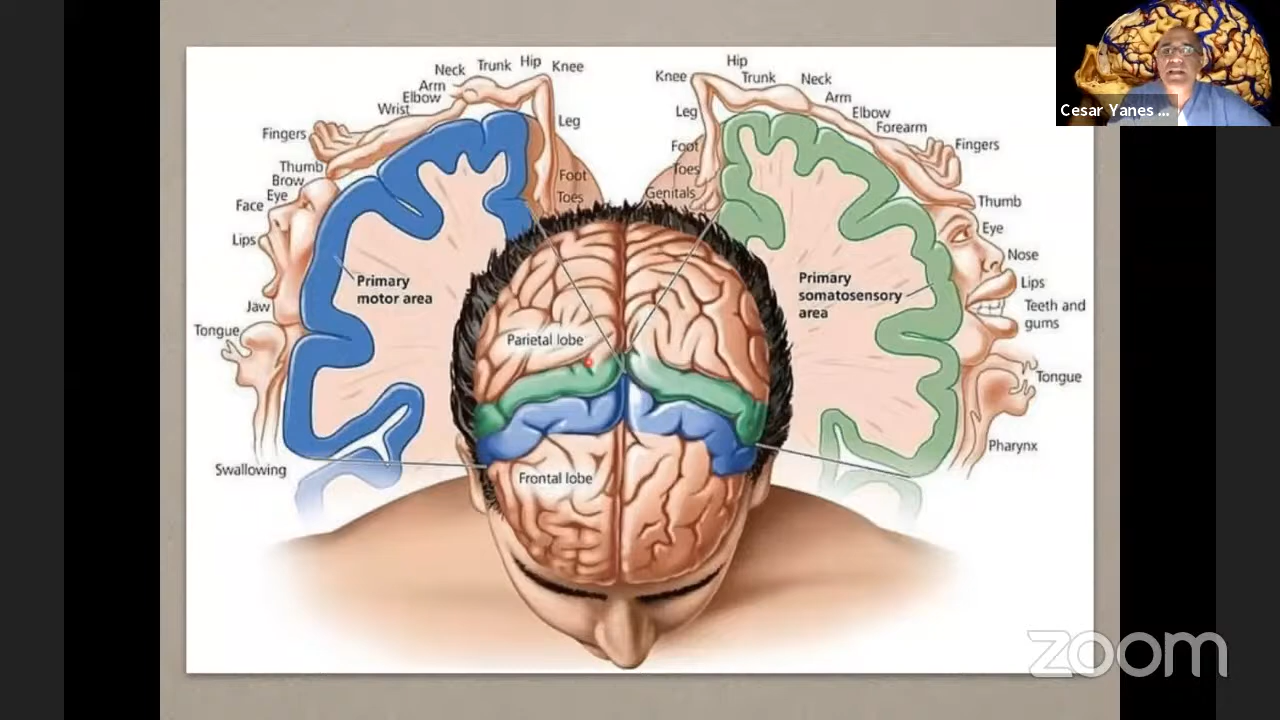 Cesar Yanes ...
Neck
Trunk
Hip
Knee
Arm
Elbow
Wrist
Leg
Fingers
Thumb
Brow
Eye
Face
Lips
Jaw
Tongue
Swallowing
Foot
Toes
Primary
motor area
Knee
Hip
Trunk
Neck
Arm
Elbow
Forearm
Fingers
Leg
Foot
Toes
Genitals
Thumb
Eye
Nose
Lips
Teeth and
gums
Tongue
Pharynx
Primary
somatosensory
area
Parietal lobe
Frontal lobe
zoom